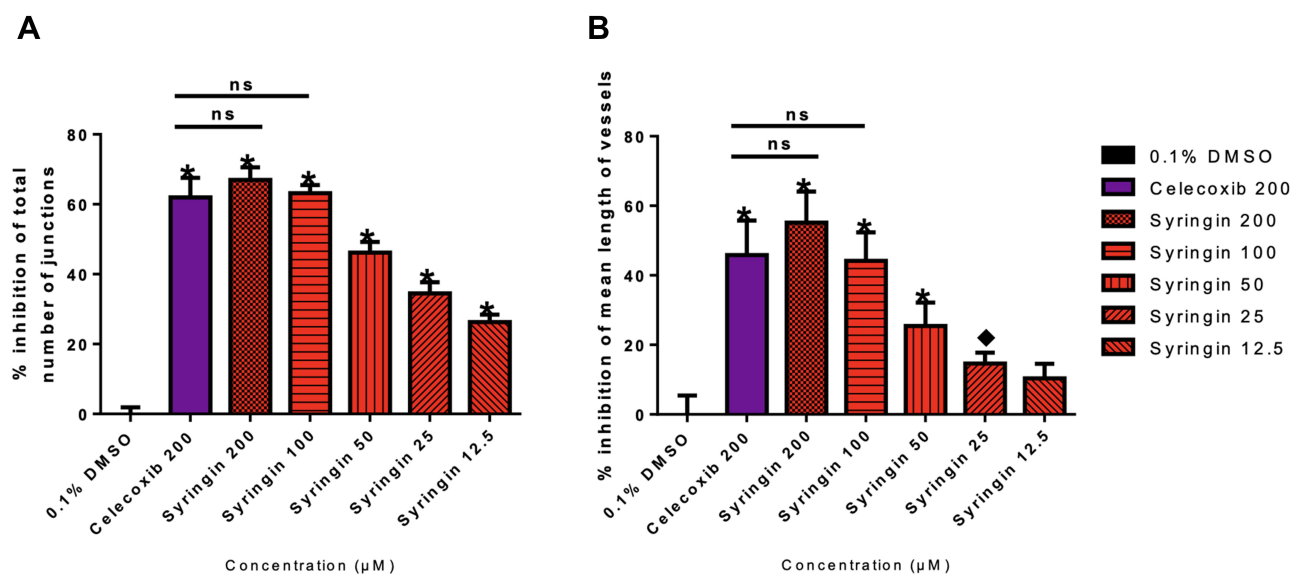 A
B
ns
ns
80
60
40
20
0
% inhibition of total
number of junctions
*
*
*
*
*
*
0.1% DMSO
Celecoxib 200
Syringin 200
Syringin 100
Syringin 50
Syringin 25
Syringin 12.5
Concentration (µM)
ns
ns
80
60
40
20
0
% inhibition of mean length of vessels
*
*
*
*
◆
0.1% DMSO
Celecoxib 200
Syringin 200
Syringin 100
Syringin 50
Syringin 25
Syringin 12.5
Concentration (µM)
0.1% DMSO
Celecoxib 200
Syringin 200
Syringin 100
Syringin 50
Syringin 25
Syringin 12.5